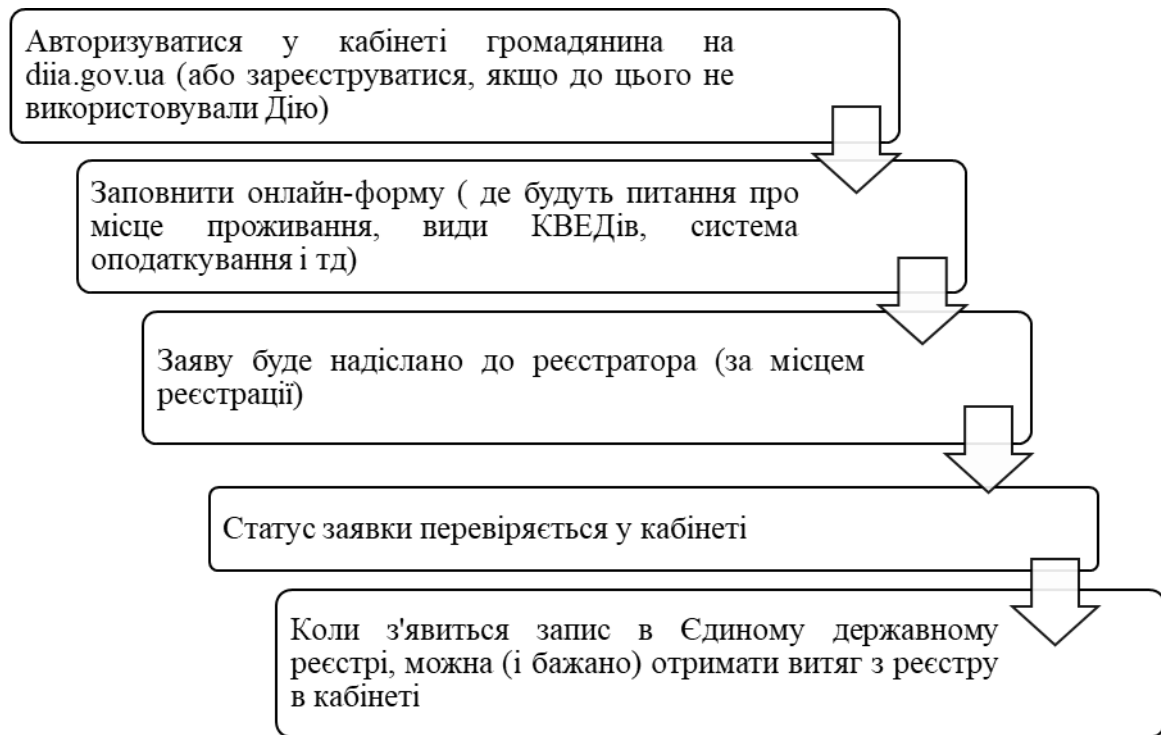 Авторизуватися у кабінеті громадянина на
diia.gov.ua (або зареєструватися, якщо до цього не
використовували Дію)
Заповнити онлайн-форму ( де будуть питання про
місце проживання, види КВЕДів, система
оподаткування і тд)
Заяву буде надіслано до реєстратора (за місцем
реєстрації)
Статус заявки перевіряється у кабінеті
Коли з'явиться запис в Єдиному державному
реєстрі, можна (і бажано) отримати витяг з реєстру
в кабінеті